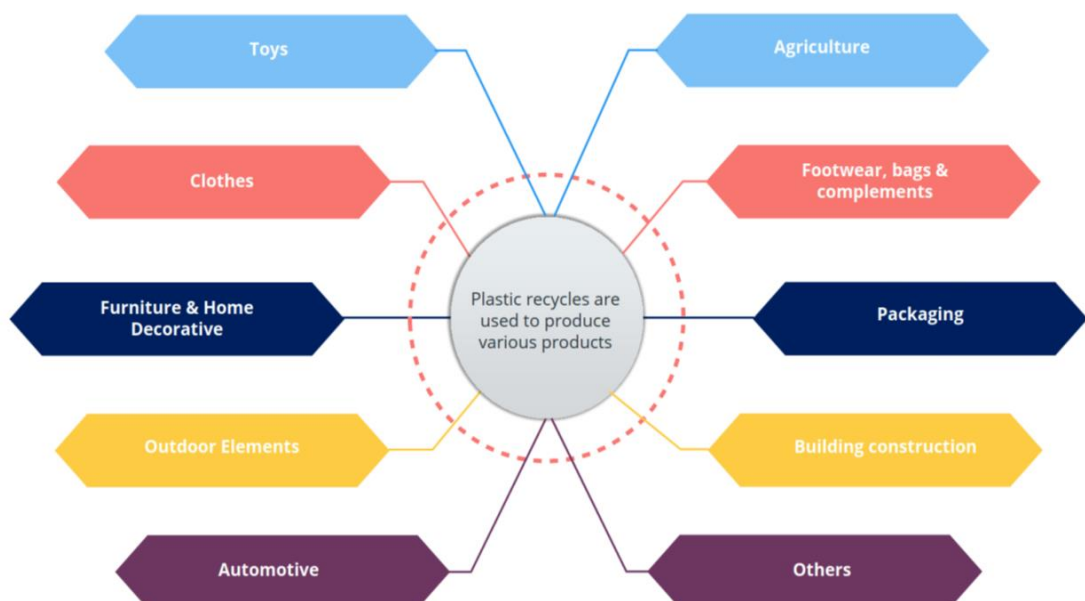 Toys
Agriculture
Clothes
Footwear, bags &
complements
Furniture & Home
Decorative
Plastic recycles are
used to produce
various products
Packaging
Outdoor Elements
Building construction
Automotive
Others